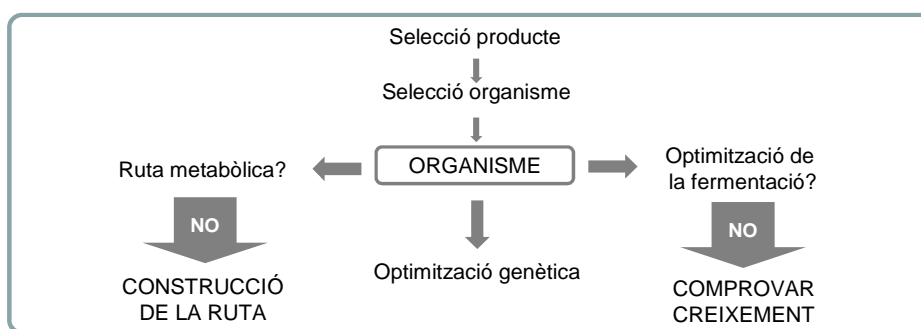 Selecció producte
Selecció organisme
Ruta metabòlica?
ORGANISME
Optimització de
la fermentació?
NO
NO
Optimització genètica
CONSTRUCCIÓ
DE LA RUTA
COMPROVAR
CREIXEMENT